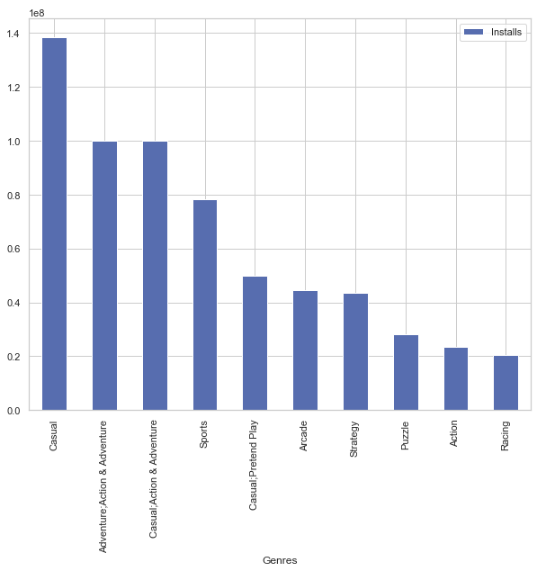 1e8
Installs
1.4
1.2
1.0
0.8
0.6
0.4
0.2
0.0
Casual
Adventure;Action & Adventure
Casual;Action & Adventure
Sports
Casual;Pretend Play
Arcade
Strategy
Puzzle
Action
Racing
Genres